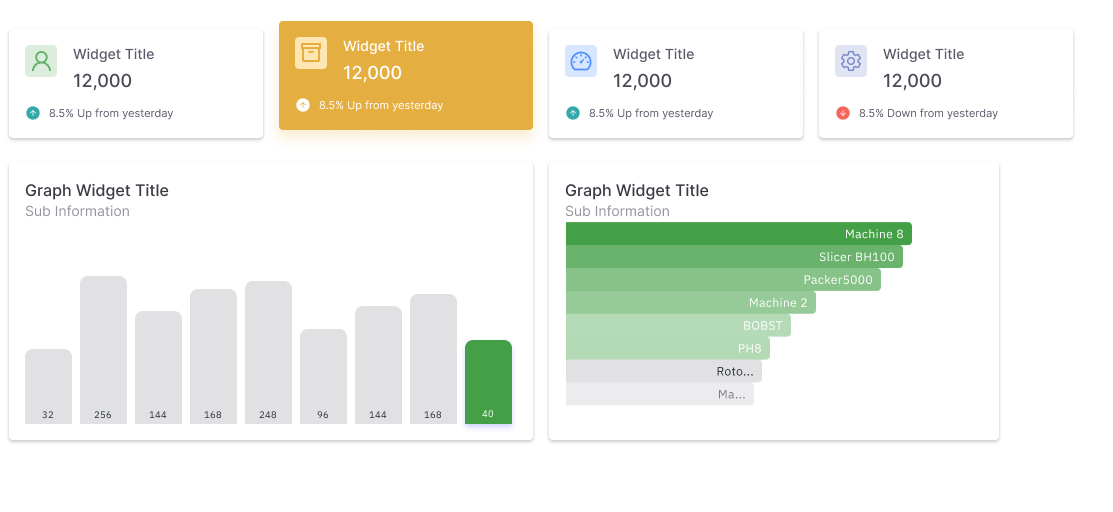 Widget Title
12,000
8.5% Up from yesterday
Widget Title
12,000
8.5% Up from yesterday
Widget Title
12,000
8.5% Up from yesterday
Widget Title
12,000
8.5% Down from yesterday
Graph Widget Title
Sub Information
32 256 144 168 248 96 144 168 40
Graph Widget Title
Sub Information
Machine 8
Slicer BH100
Packer5000
Machine 2
BOBST
PH8
Roto...
Ma...